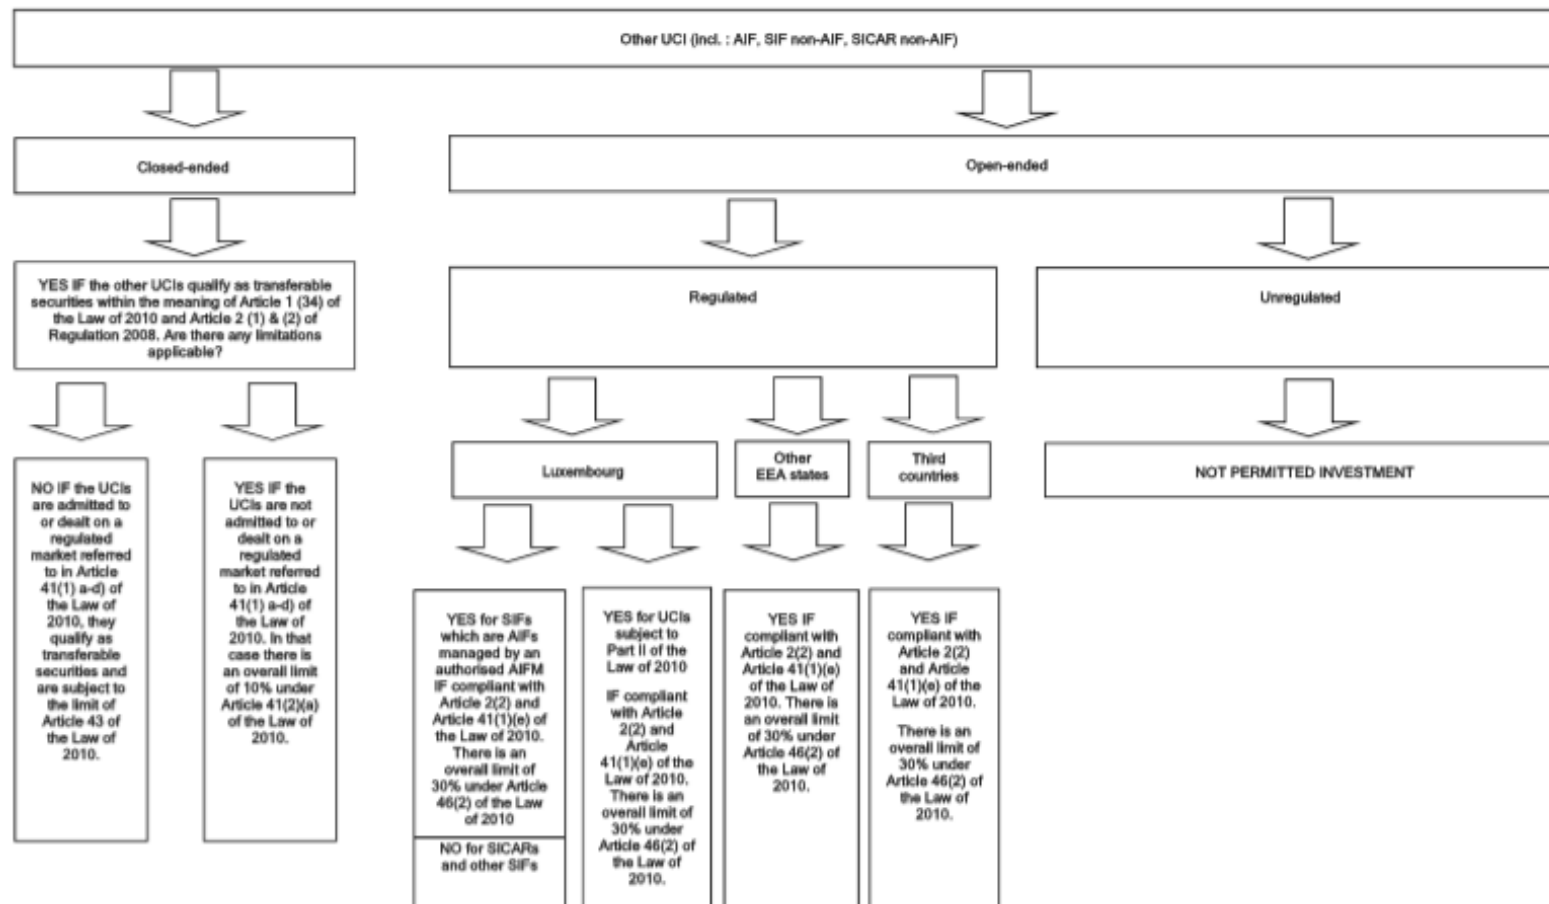 Other UCI (incl. : AIF, SIF non-AIF, SICAR non-AIF)
Closed-ended
Open-ended
YES IF the other UCIs qualify as transferable
securities within the meaning of Article 1 (34) of
the Law of 2010 and Article 2 (1) & (2) of
Regulation 2008. Are there any limitations
applicable?
Regulated
Unregulated
Luxembourg
Other
EEA states
Third
countries
NOT PERMITTED INVESTMENT
NO IF the UCIs
are admitted to
or dealt on a
regulated
market referred
to in Article
41(1) a-d) of
the Law of
2010, they
qualify as
transferable
securities and
are subject to
the limit of
Article 43 of
the Law of
2010.
YES IF the
UCIs are not
admitted to or
dealt on a
regulated
market referred
to in Article
41(1) a-d) of
the Law of
2010. In that
case there is
an overall limit
of 10% under
Article 41(2)(a)
of the Law of
2010.
YES for SIFs
which are AIFs
managed by an
authorised AIFM
IF compliant with
Article 2(2) and
Article 41(1)(e) of
the Law of 2010.
There is an
overall limit of
30% under Article
46(2) of the Law
of 2010
NO for SICARs
and other SIFs
YES for UCIs
subject to
Part II of the
Law of 2010
IF compliant
with Article
2(2) and
Article
41(1)(e) of the
Law of 2010.
There is an
overall limit of
30% under
Article 46(2) of
the Law of
2010.
YES IF
compliant with
Article 2(2) and
Article 41(1)(e)
of the Law of
2010. There is
an overall limit
of 30% under
Article 46(2) of
the Law of
2010.
YES IF
compliant with
Article 2(2)
and Article
41(1)(e) of the
Law of 2010.
There is an
overall limit of
30% under
Article 46(2) of
the Law of
2010.